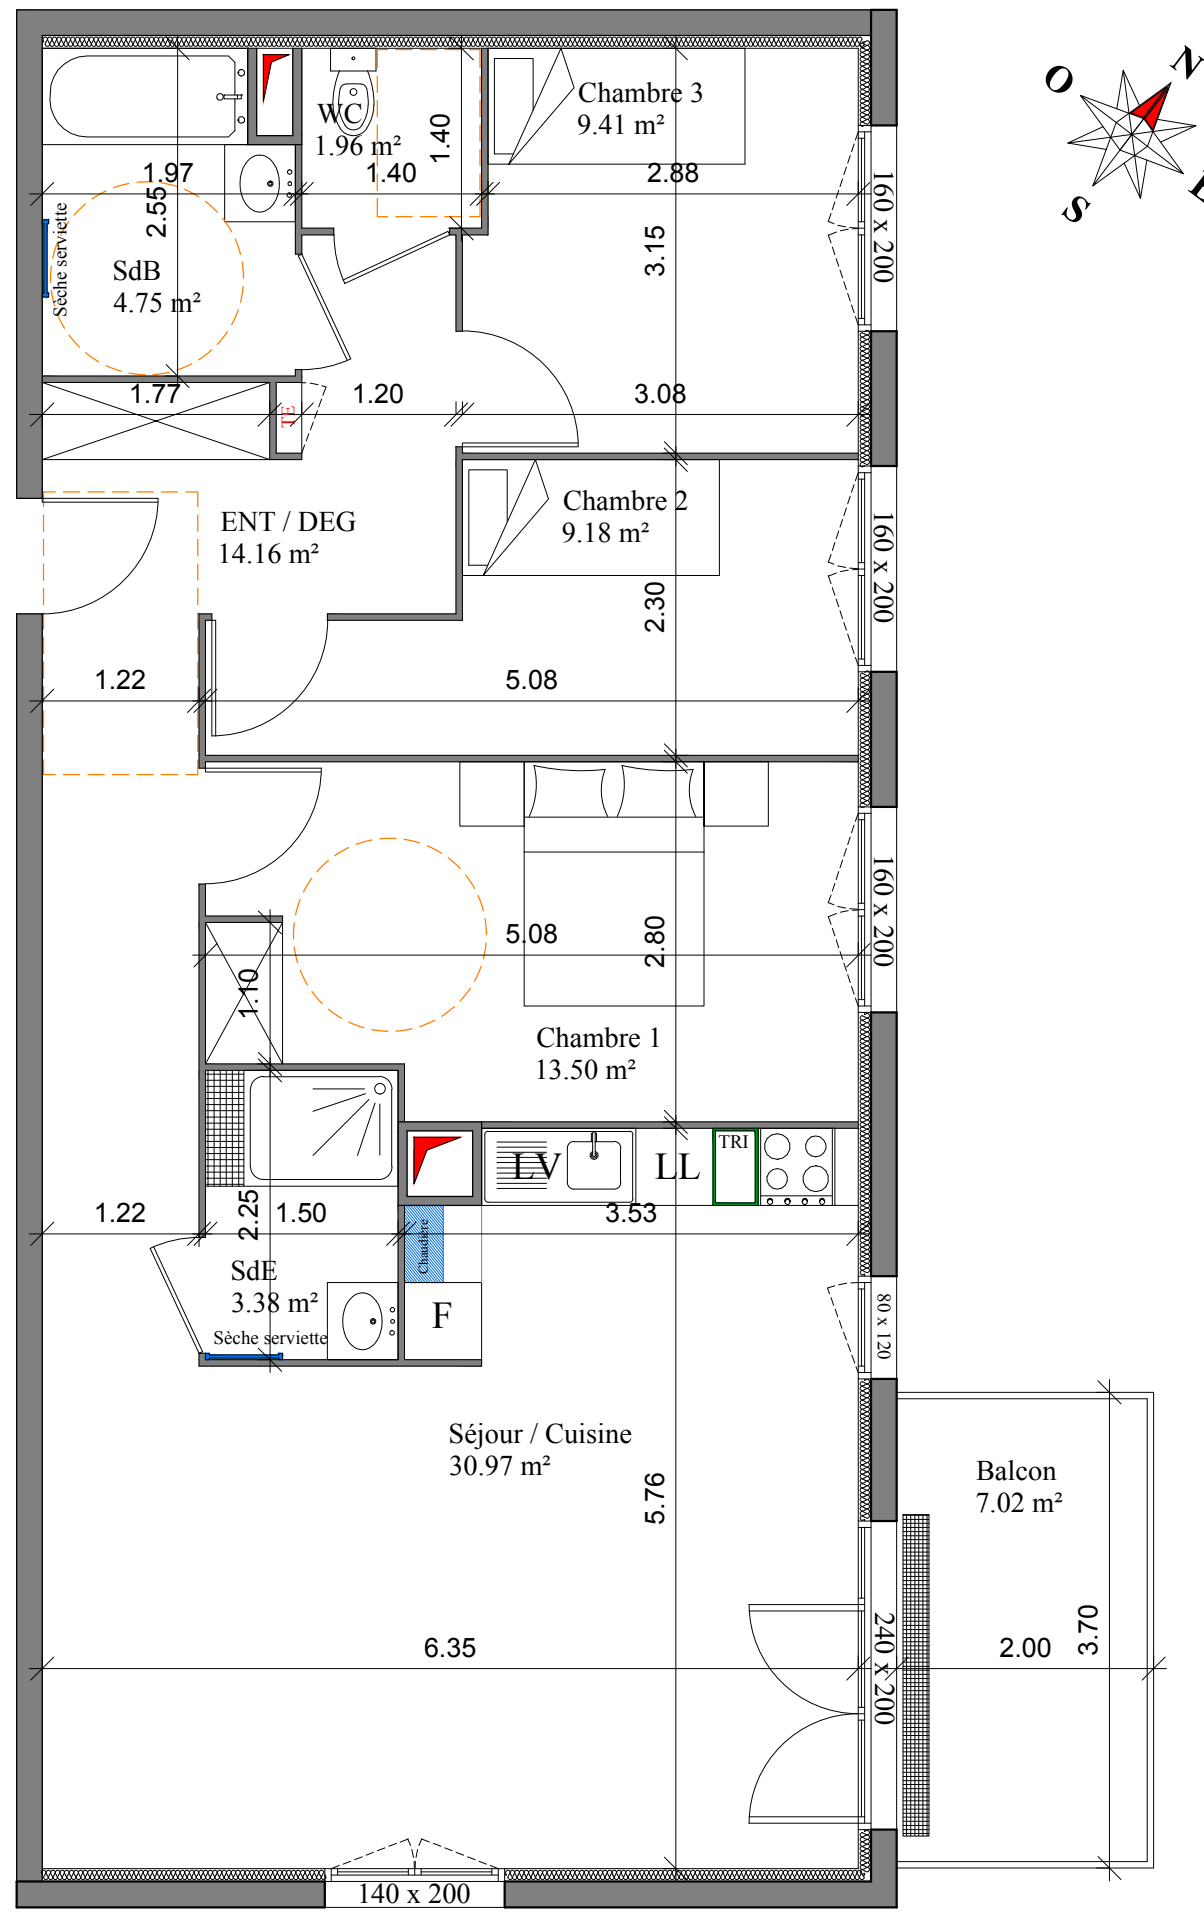 N
O
S
E
Chambre 3
9.41 m²
WC
1.96 m²
1.40
1.97
1.40
2.88
160 x 200
2.55
Sèche serviette
3.15
SdB
4.75 m²
1.77
TE
1.20
3.08
Chambre 2
9.18 m²
ENT / DEG
14.16 m²
160 x 200
2.30
1.22
5.08
160 x 200
5.08
2.80
1.10
Chambre 1
13.50 m²
LV
LL
TRI
1.22
2.25
1.50
3.53
Chaudière
SdE
3.38 m²
F
80 x 120
Sèche serviette
Séjour / Cuisine
30.97 m²
5.76
Balcon
7.02 m²
6.35
240 x 200
2.00
3.70
140 x 200